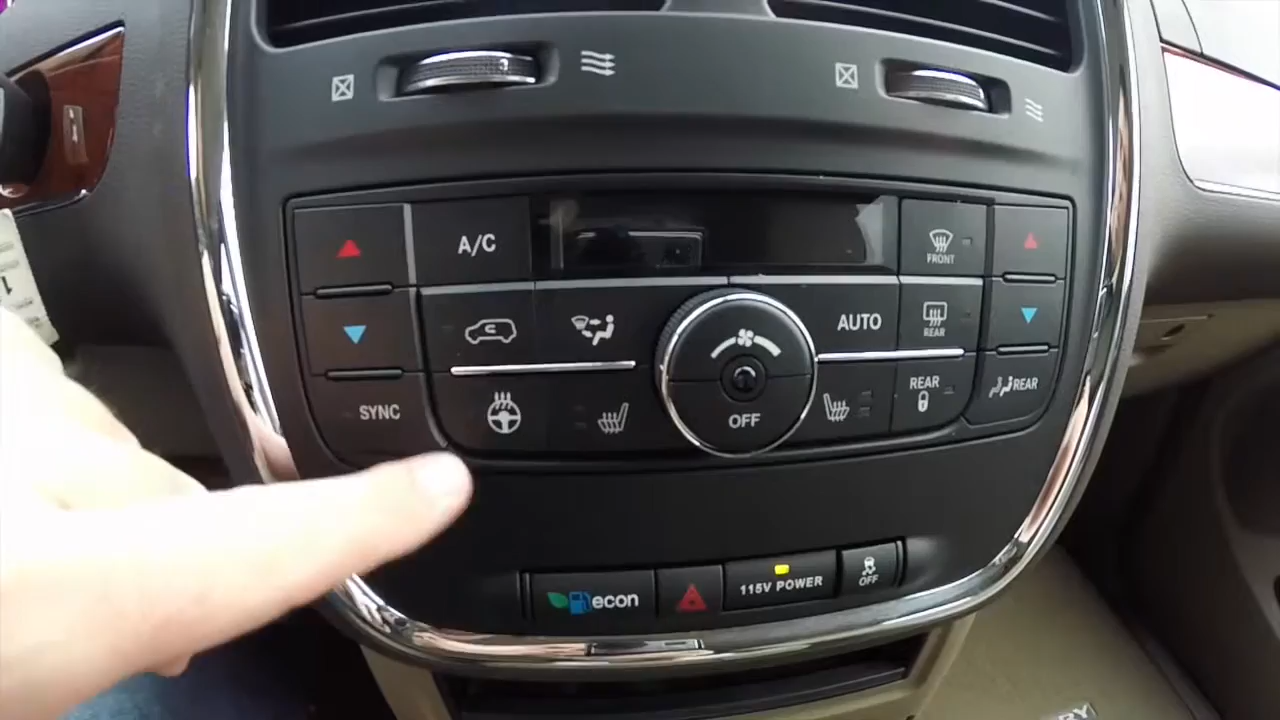 A/C
FRONT
AUTO
REAR
SYNC
OFF
REAR
REAR
econ
115V POWER
OFF